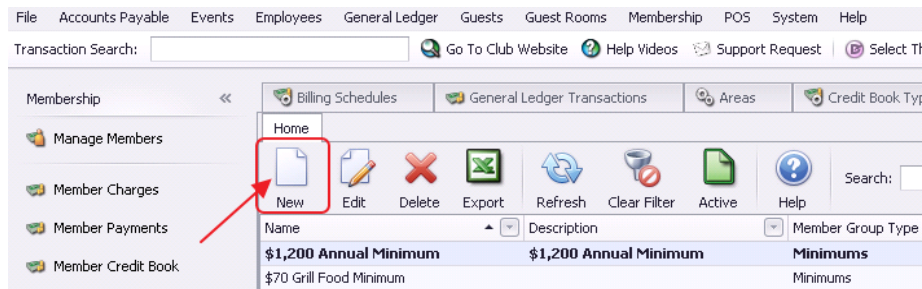 File Accounts Payable Events Employees General Ledger Guests Guest Rooms Membership POS System Help
Transaction Search: Go To Club Website Help Videos Support Request Select
Membership << Billing Schedules General Ledger Transactions Areas Credit Book
Home
Manage Members
New Edit Delete Export Refresh Clear Filter Active Help Search:
Member Charges
Member Payments
Name Description Member Group Type
$1,200 Annual Minimum $1,200 Annual Minimum Minimums
Member Credit Book
$70 Grill Food Minimum Minimums